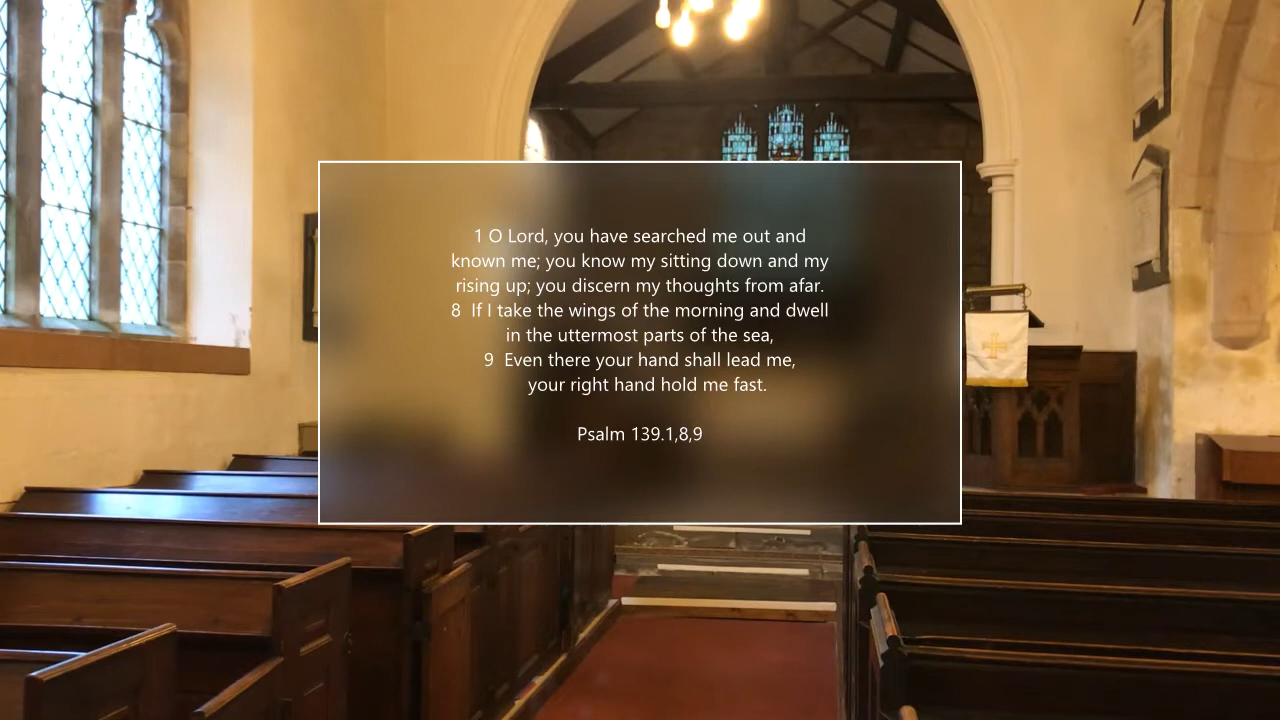 1 O Lord, you have searched me out and
known me; you know my sitting down and my
rising up; you discern my thoughts from afar.
8  If I take the wings of the morning and dwell
in the uttermost parts of the sea,
9  Even there your hand shall lead me,
your right hand hold me fast.
Psalm 139.1,8,9